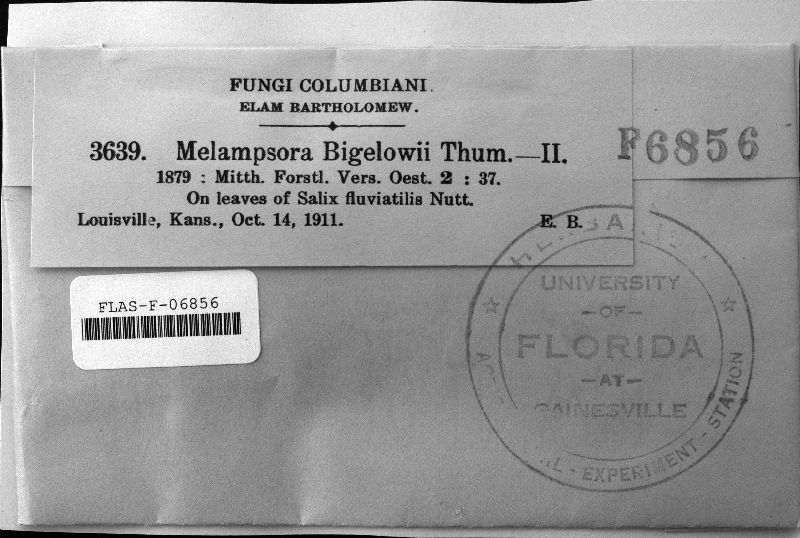 FUNGI COLUMBIANI.
ELAM BARTHOLOMEW.
3639. Melampsora Bigelowii Thum.—II.
1879 : Mitth. Forstl. Vers. Oest. 2 : 37.
On leaves of Salix fluviatilis Nutt.
Louisville, Kans., Oct. 14, 1911. E. B.
F6856
FLAS-F-06856
UNIVERSITY
-OF-
FLORIDA
-AT-
GAINESVILLE
EXPERIMENT - STATION